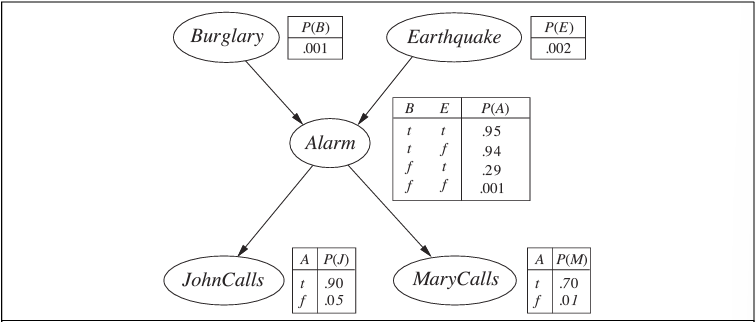 Burglary
P(B)
.001
Earthquake
P(E)
.002
Alarm
B E P(A)
t t .95
t f .94
f t .29
f f .001
JohnCalls
A P(J)
t .90
f .05
MaryCalls
A P(M)
t .70
f .01